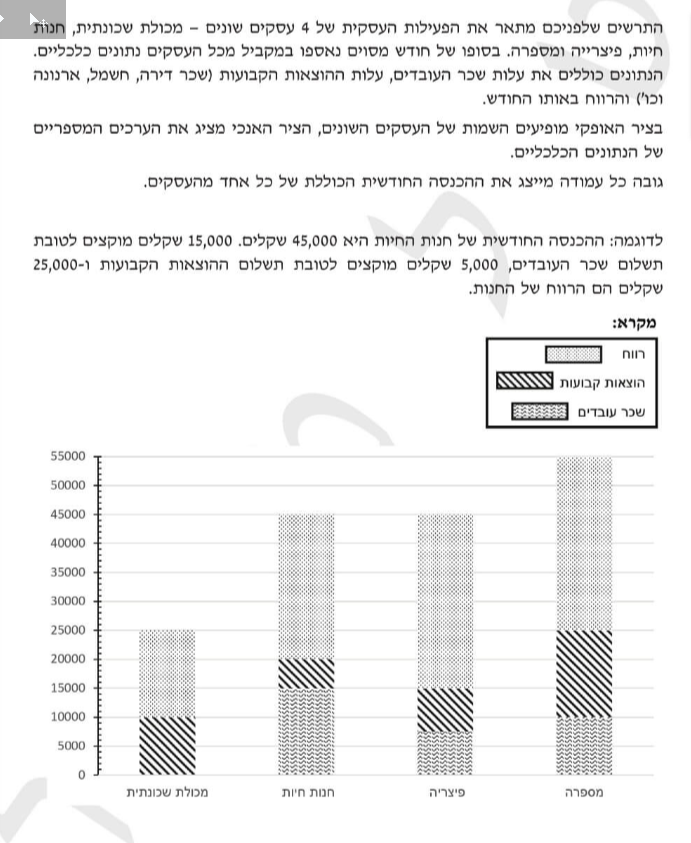 התרשים שלפניכם מתאר את הפעילות העסקית של 4 עסקים שונים – מכולת שכונתית, חנות
חיות, פיצרייה ומספרה. בסופו של חודש מסוים נאספו במקביל מכל העסקים נתונים כלכליים.
הנתונים כוללים את עלות שכר העובדים, עלות ההוצאות הקבועות (שכר דירה, חשמל, ארנונה
וכו') והרווח באותו החודש.
בציר האופקי מופיעים השמות של העסקים השונים, הציר האנכי מציג את הערכים המספריים
של הנתונים הכלכליים.
גובה כל עמודה מייצג את ההכנסה החודשית הכוללת של כל אחד מהעסקים.
לדוגמה: ההכנסה החודשית של חנות החיות היא 45,000 שקלים. 15,000 שקלים מוקצים לטובת
תשלום שכר העובדים, 5,000 שקלים מוקצים לטובת תשלום ההוצאות הקבועות ו-25,000
שקלים הם הרווח של החנות.
מקרא:
רווח
הוצאות קבועות
שכר עובדים
55000
50000
45000
40000
35000
30000
25000
20000
15000
10000
5000
0
מכולת שכונתית
חנות חיות
פיצריה
מספרה